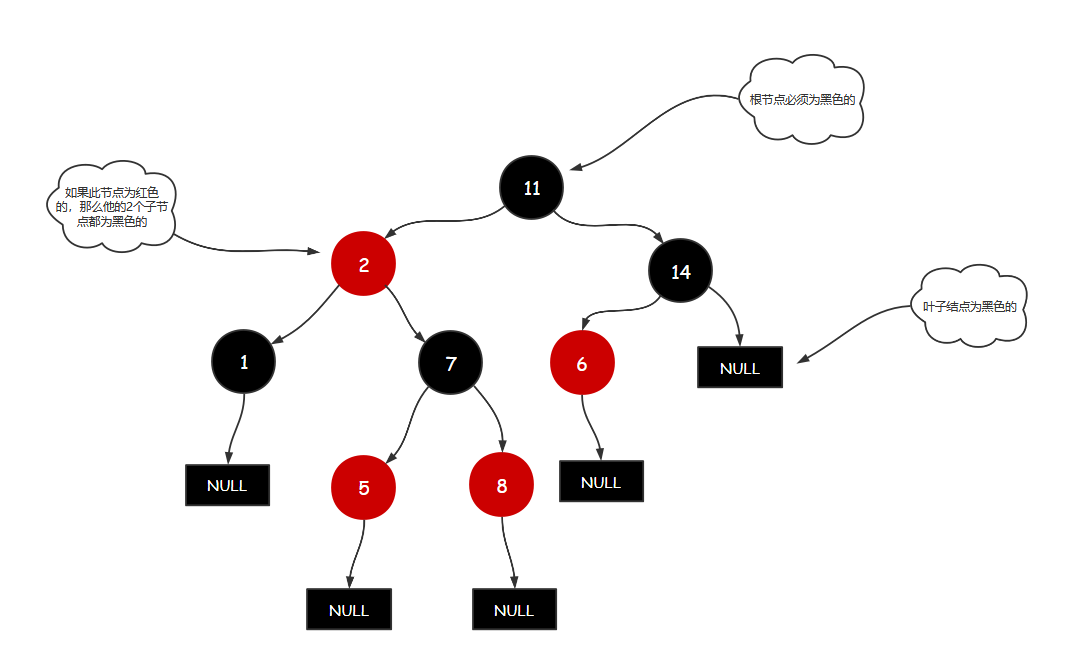 根节点必须为黑色的
11
如果此节点为红色
的，那么他的2个子节
点都为黑色的
2
14
叶子结点为黑色的
1
7
6
NULL
NULL
5
8
NULL
NULL
NULL